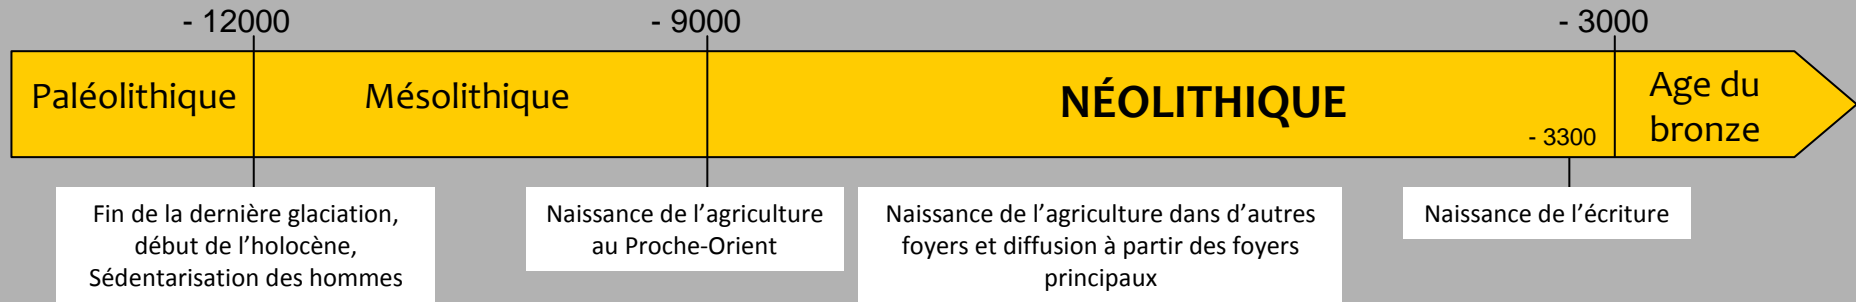 - 12000
- 9000
- 3000
Paléolithique
Mésolithique
NÉOLITHIQUE
- 3300
Age du
bronze
Fin de la dernière glaciation,
début de l’holocène,
Sédentarisation des hommes
Naissance de l’agriculture
au Proche-Orient
Naissance de l’agriculture dans d’autres
foyers et diffusion à partir des foyers
principaux
Naissance de l’écriture